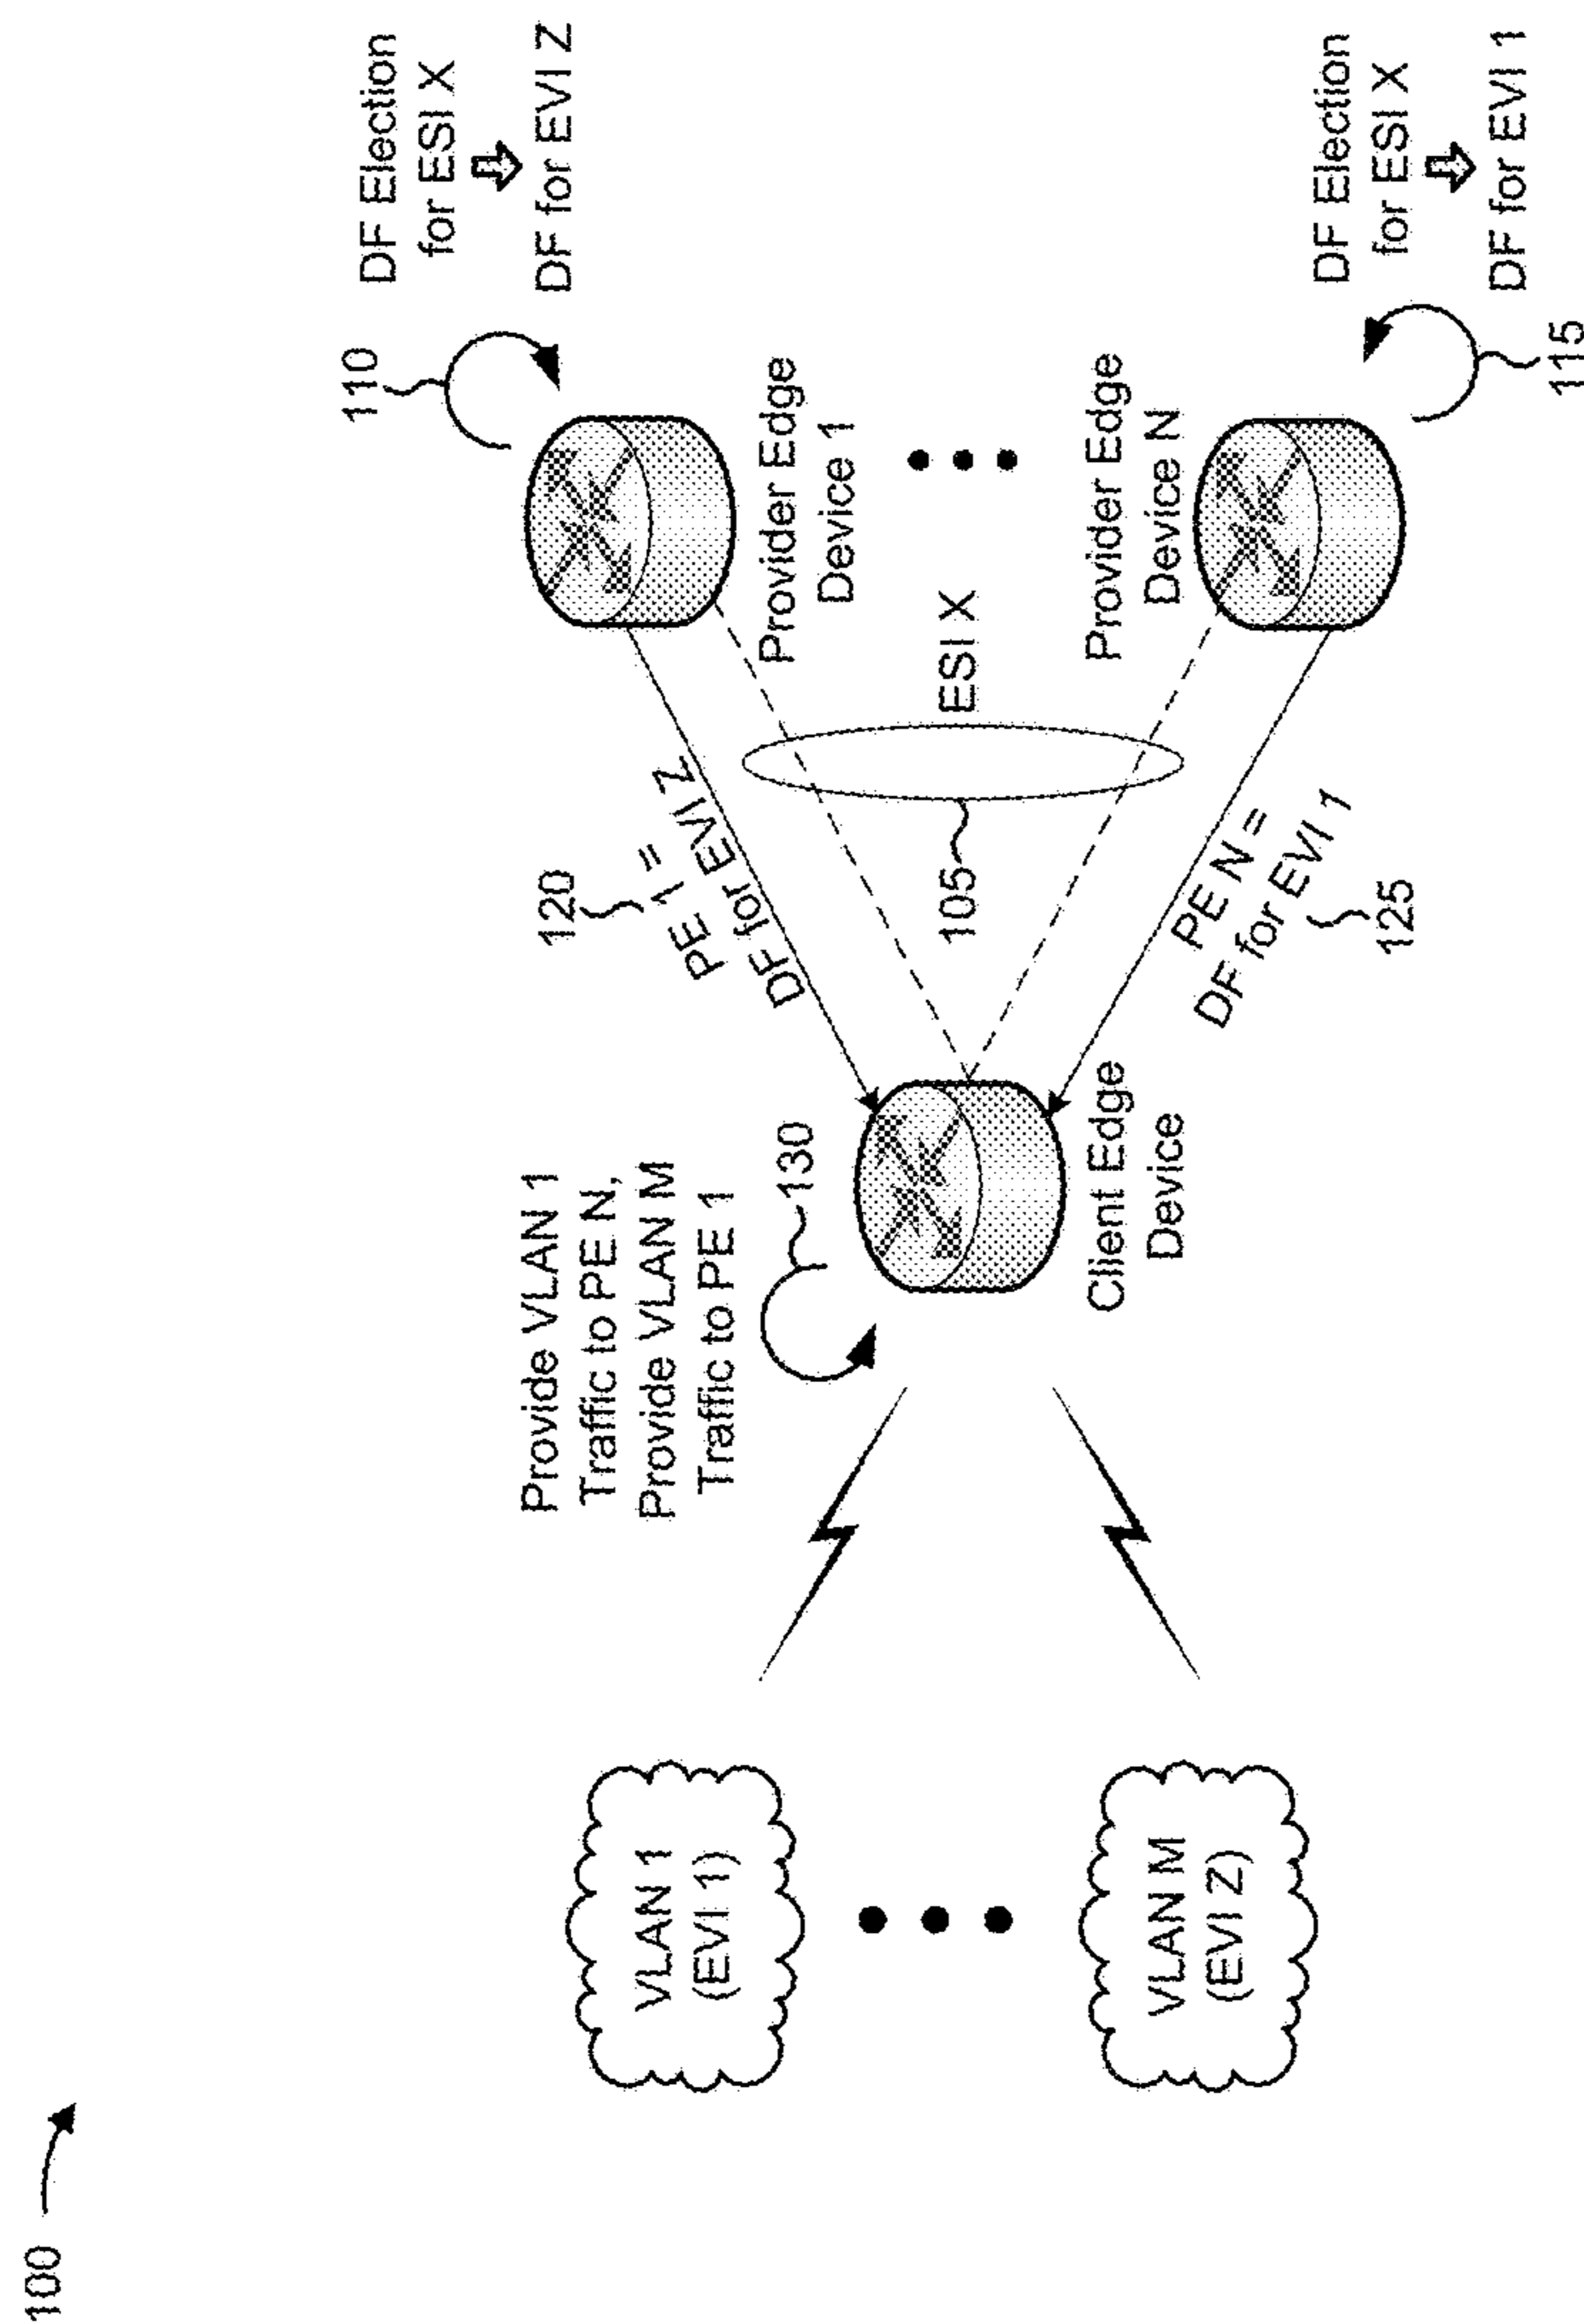 100
VLAN 1
(EVI 1)
VLAN M
(EVI Z)
Provide VLAN 1
Traffic to PE N,
Provide VLAN M
Traffic to PE 1
130
Client Edge
Device
120
PE 1 =
DF for EVI Z
105
ESI X
PE N =
DF for EVI 1
125
110
DF Election
for ESI X
DF for EVI Z
Provider Edge
Device 1
Provider Edge
Device N
DF Election
for ESI X
DF for EVI 1
115